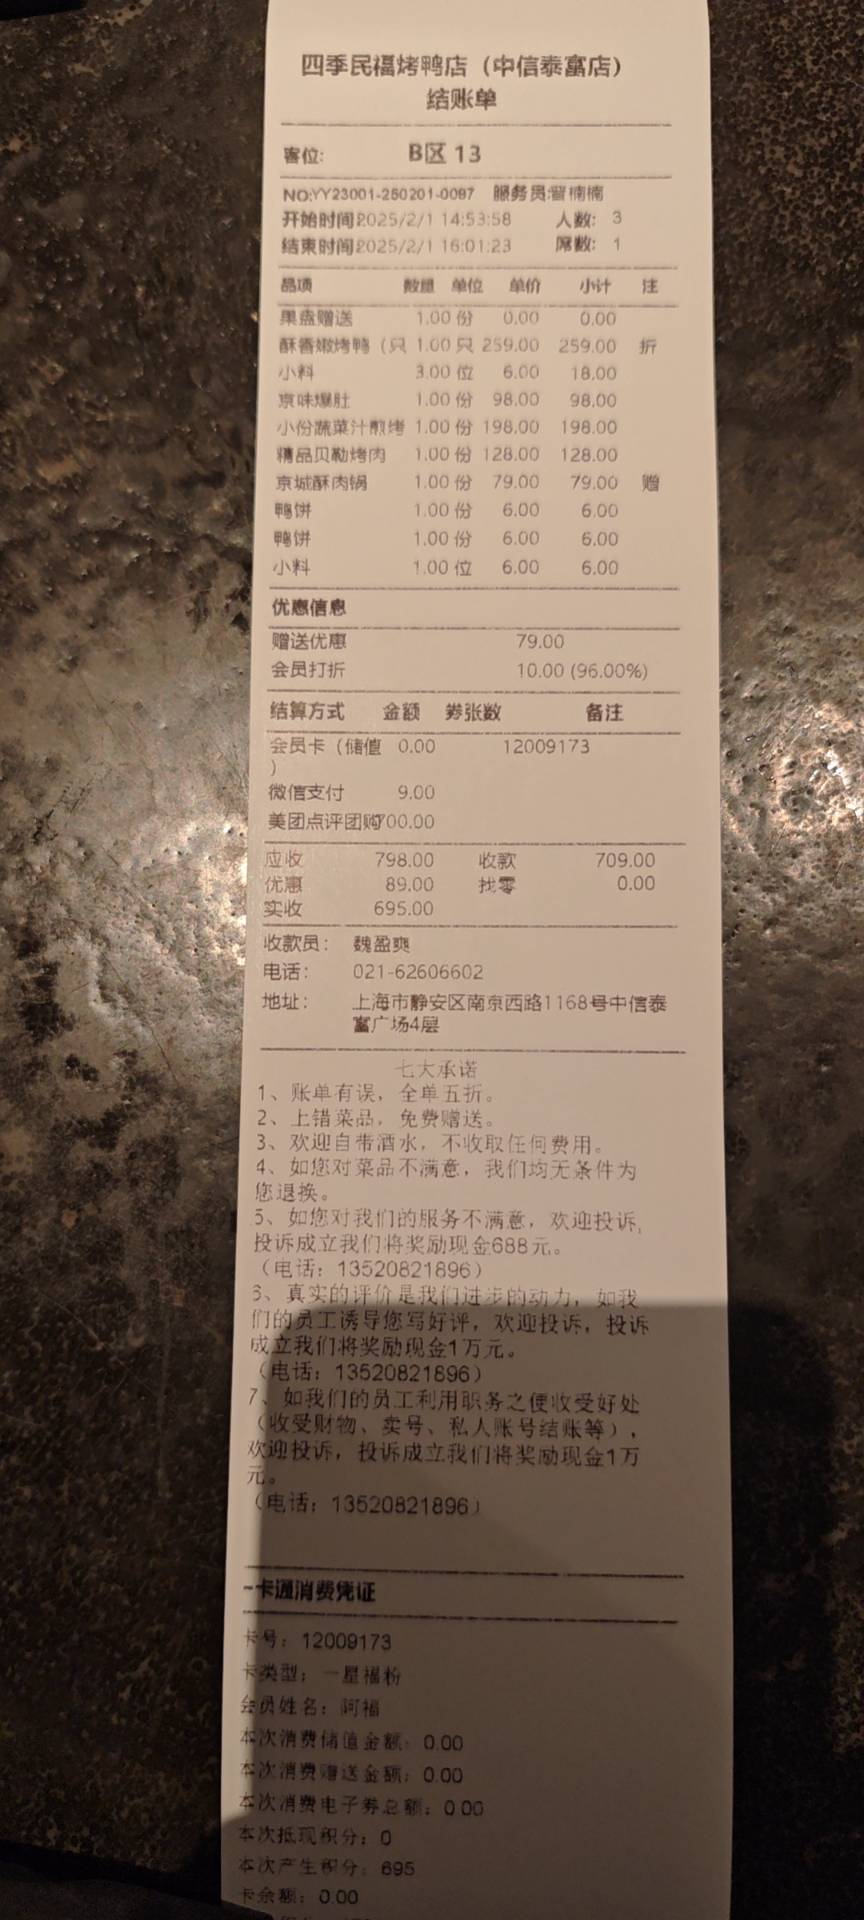 四季民福烤鸭店（中信泰富店）
结账单
客位: B区 13
NO:YY23001-250201-0087 服务员:晋楠楠
开始时间2025/2/1 14:53:58 人数: 3
结束时间2025/2/1 16:01:23 席数: 1
品项 数量 单位 单价 小计 注
果盘赠送 1.00 份 0.00 0.00
酥香嫩烤鸭（只 1.00 只 259.00 259.00 折
小料 3.00 位 6.00 18.00
京味爆肚 1.00 份 98.00 98.00
小份蔬菜汁煎烤 1.00 份 198.00 198.00
精品贝勒烤肉 1.00 份 128.00 128.00
京城酥肉锅 1.00 份 79.00 79.00 赠
鸭饼 1.00 份 6.00 6.00
鸭饼 1.00 份 6.00 6.00
小料 1.00 位 6.00 6.00
优惠信息
赠送优惠 79.00
会员打折 10.00 (96.00%)
结算方式 金额 券张数 备注
会员卡（储值 0.00 12009173
）
微信支付 9.00
美团点评团购700.00
应收 798.00 收款 709.00
优惠 89.00 找零 0.00
实收 695.00
收款员: 魏盈爽
电话: 021-62606602
地址: 上海市静安区南京西路1168号中信泰
富广场4层
七大承诺
1、账单有误，全单五折。
2、上错菜品，免费赠送。
3、欢迎自带酒水，不收取任何费用。
4、如您对菜品不满意，我们均无条件为
您退换。
5、如您对我们的服务不满意，欢迎投诉,
投诉成立我们将奖励现金688元。
（电话：13520821896）
6、真实的评价是我们进步的动力，如我
们的员工诱导您写好评，欢迎投诉，投诉
成立我们将奖励现金1万元。
（电话：13520821896）
7、如我们的员工利用职务之便收受好处
（收受财物、卖号、私人账号结账等），
欢迎投诉，投诉成立我们将奖励现金1万
元。
（电话：13520821896）
一卡通消费凭证
卡号：12009173
卡类型：一星福粉
会员姓名：阿福
本次消费储值金额：0.00
本次消费赠送金额：0.00
本次消费电子券总额：0.00
本次抵现积分：0
本次产生积分：695
卡余额：0.00